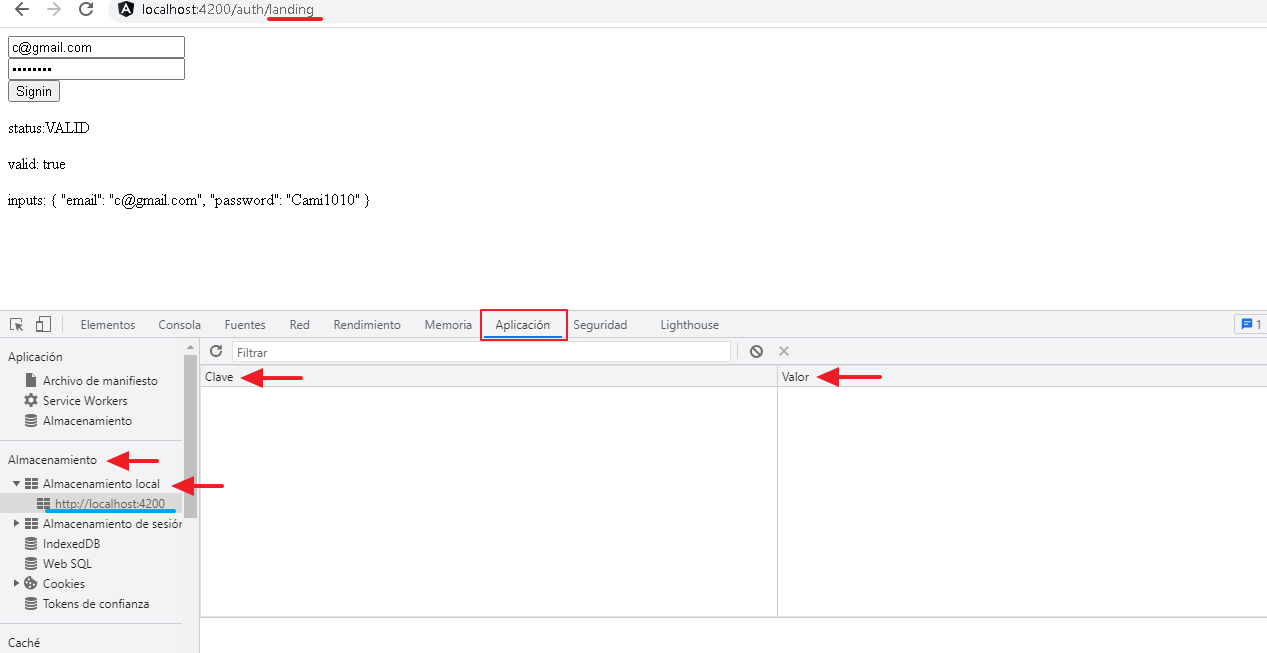 localhost:4200/auth/landing
c@gmail.com
••••••••
Signin
status:VALID
valid: true
inputs: { "email": "c@gmail.com", "password": "Cami1010" }
Elementos Consola Fuentes Red Rendimiento Memoria Aplicación Seguridad Lighthouse 1
Aplicación
Archivo de manifiesto
Service Workers
Almacenamiento
Almacenamiento
Almacenamiento local
http://localhost:4200
Almacenamiento de sesión
IndexedDB
Web SQL
Cookies
Tokens de confianza
Caché
Filtrar
Clave Valor